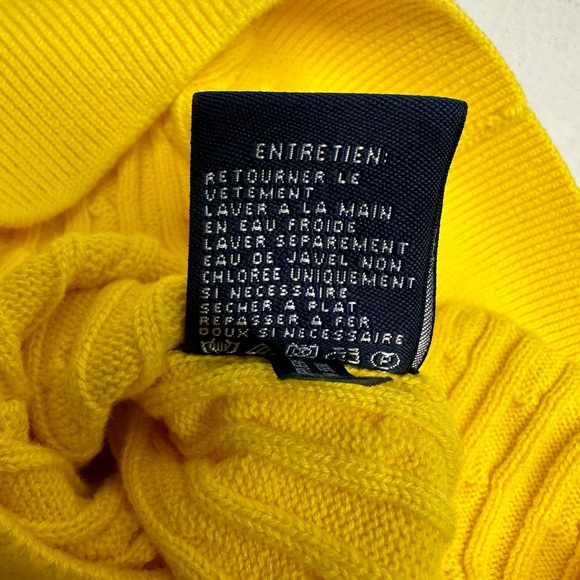 ENTRETIEN:
RETOURNER LE
VETEMENT
LAVER A LA MAIN
EN EAU FROIDE
LAVER SEPAREMENT
EAU DE JAVEL NON
CHLOREE UNIQUEMENT
SI NECESSAIRE
SECHER A PLAT
REPASSER A FER
DOUX SI NECESSAIRE
P